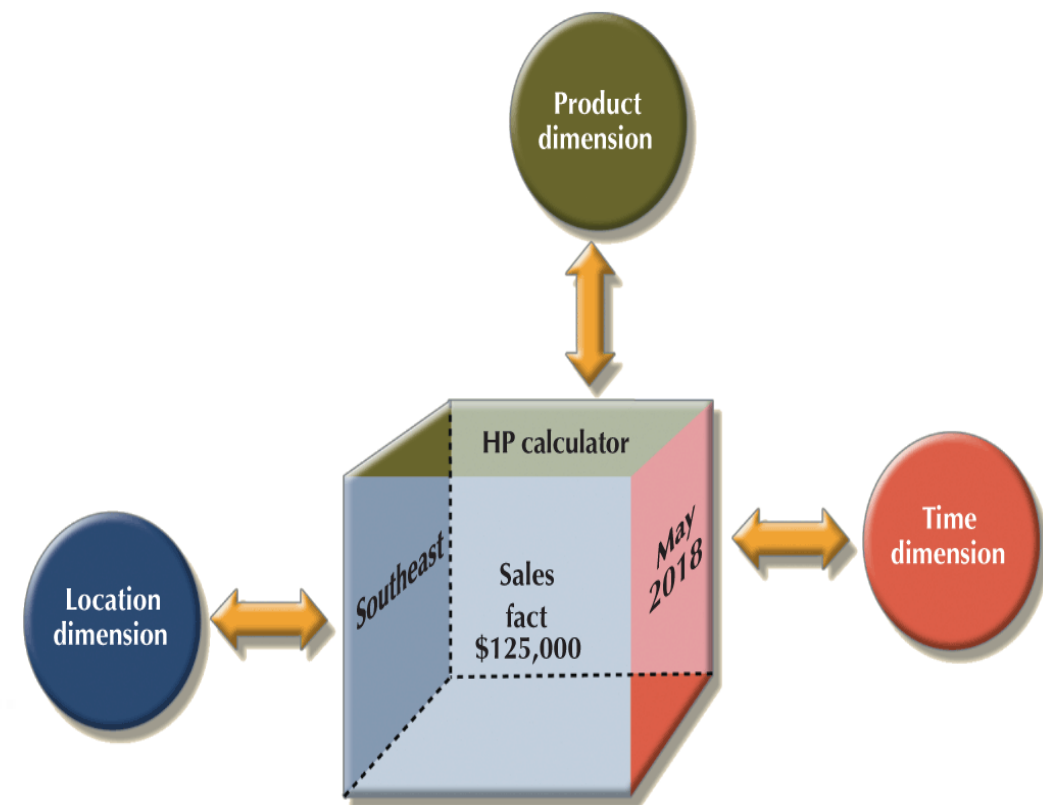 Product
dimension
HP calculator
Southeast
Sales
fact
$125,000
May
2018
Time
dimension
Location
dimension